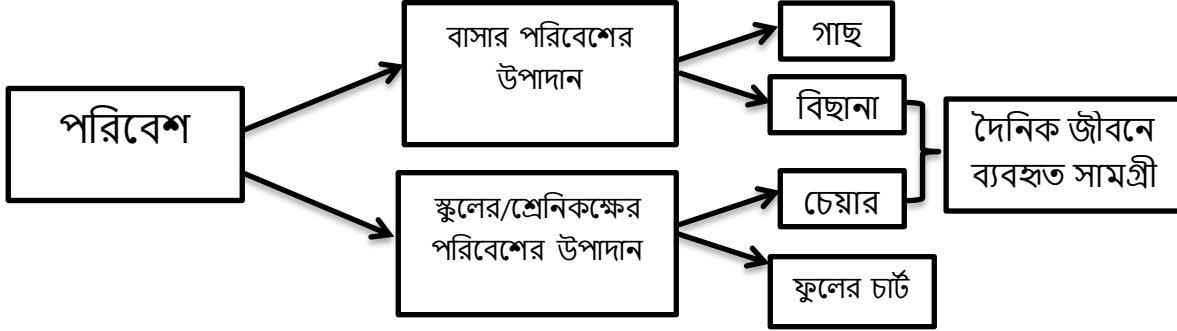 পরিবেশ
বাসার পরিবেশের
উপাদান
গাছ
বিছানা
স্কুলের/শ্রেনিকক্ষের
পরিবেশের উপাদান
চেয়ার
ফুলের চার্ট
দৈনিক জীবনে
ব্যবহৃত সামগ্রী